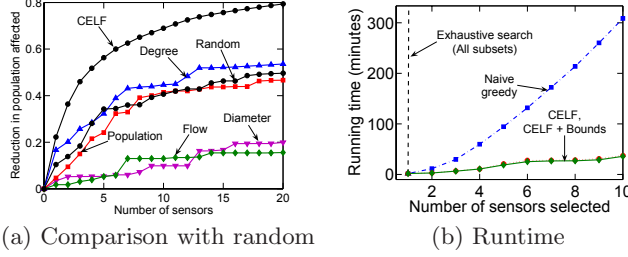 0.8
0.6
0.4
0.2
0
0
5
10
15
20
Reduction in population affected
Number of sensors
CELF
Degree
Random
Population
Flow
Diameter
(a) Comparison with random
300
200
100
0
2
4
6
8
10
Running time (minutes)
Number of sensors selected
Exhaustive search
(All subsets)
Naive
greedy
CELF,
CELF + Bounds
(b) Runtime